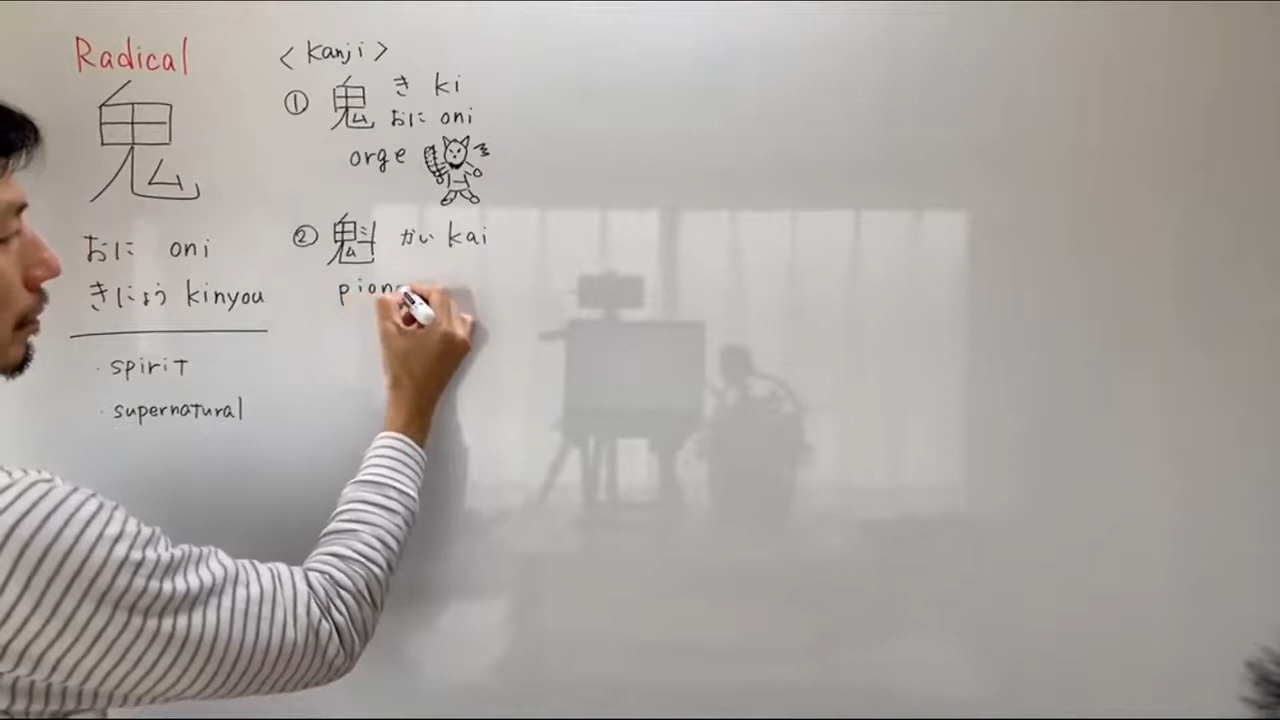 Radical
鬼
おに oni
きにょう kinyou
・spirit
・supernatural
<Kanji>
① 鬼 き ki
おに oni
orge
② 魁 かい kai
pion